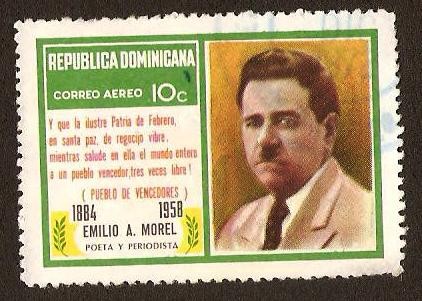 REPUBLICA DOMINICANA
CORREO AEREO 10c
Y que la ilustre Patria de Febrero,
en santa paz, de regocijo vibre,
mientras salude en ella el mundo entero
a un pueblo vencedor, tres veces libre!
( PUEBLO DE VENCEDORES )
1884 1958
EMILIO A. MOREL
POETA Y PERIODISTA